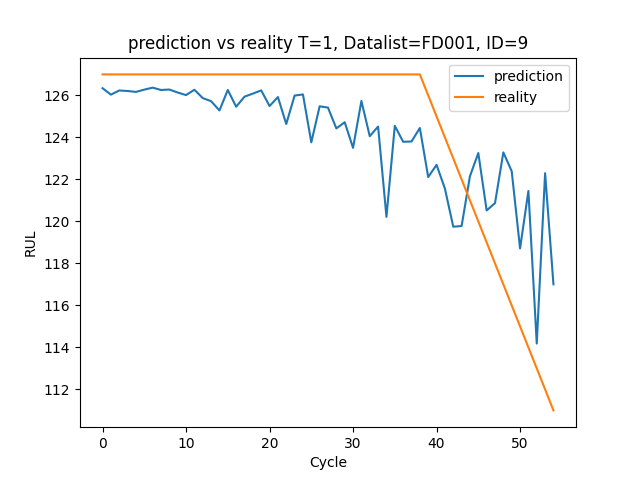 prediction vs reality T=1, Datalist=FD001, ID=9
prediction
reality
126
124
122
120
118
116
114
112
RUL
0 10 20 30 40 50
Cycle